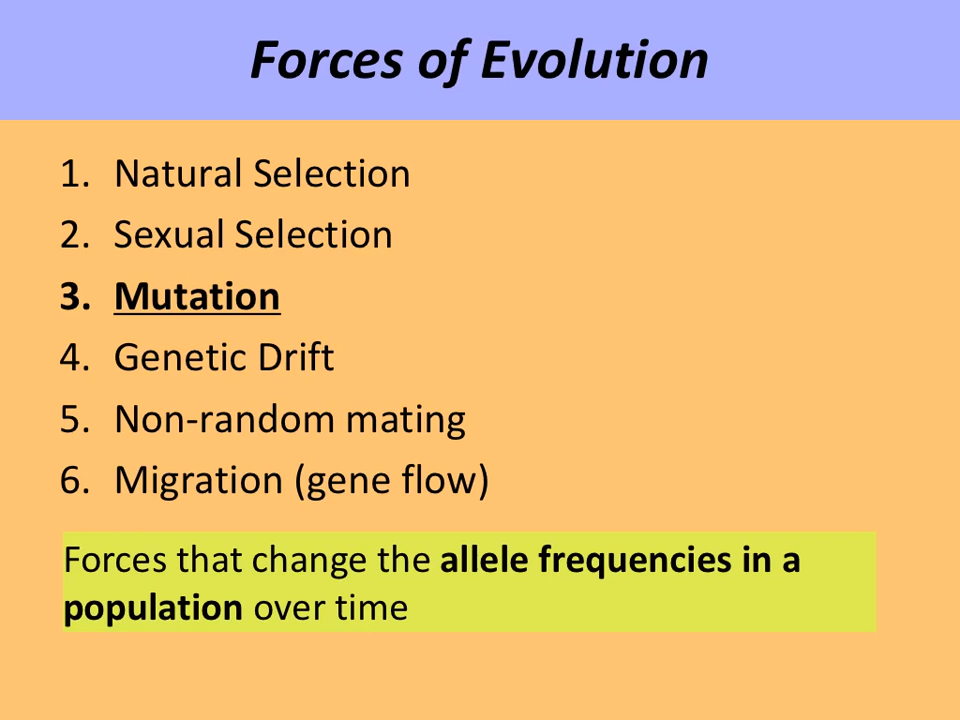 Forces of Evolution
1. Natural Selection
2. Sexual Selection
3. Mutation
4. Genetic Drift
5. Non-random mating
6. Migration (gene flow)
Forces that change the allele frequencies in a
population over time